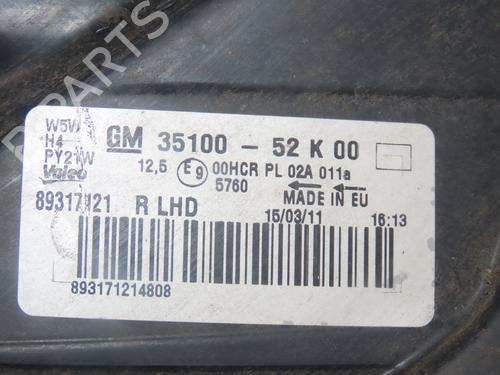 W5W
H4
PY21W
Valeo
GM 35100 - 52 K 00
12,5 E9 00HCR PL 02A 011a
5760
MADE IN EU
89317121 R LHD
15/03/11 16:13
893171214808
B-PARTS